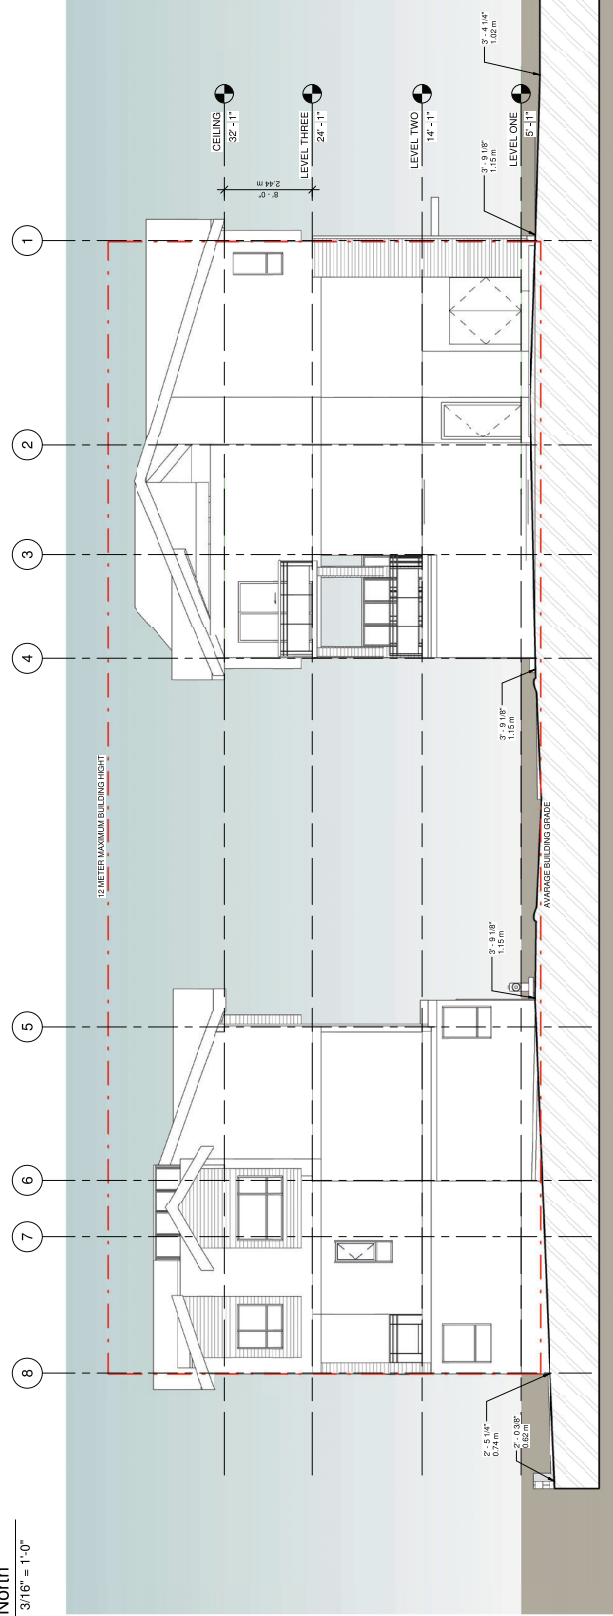 North
3/16" = 1'-0"
1
2
3
4
5
6
7
8
CEILING
32' - 1"
LEVEL THREE
24' - 1"
LEVEL TWO
14' - 1"
LEVEL ONE
5' - 1"
8' - 0"
2.44 m
12 METER MAXIMUM BUILDING HIGHT
AVARAGE BUILDING GRADE
2' - 0 3/8"
0.62 m
2' - 5 1/4"
0.74 m
3' - 9 1/8"
1.15 m
3' - 9 1/8"
1.15 m
3' - 9 1/8"
1.15 m
3' - 4 1/4"
1.02 m